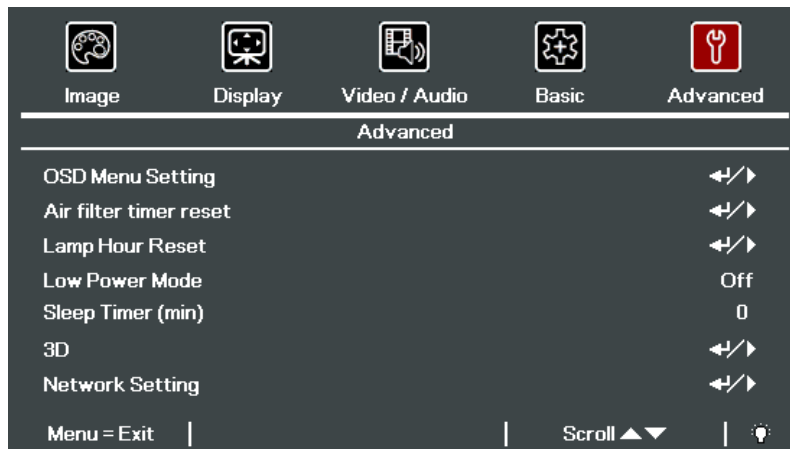 Image Display Video / Audio Basic Advanced
Advanced
OSD Menu Setting
Air filter timer reset
Lamp Hour Reset
Low Power Mode Off
Sleep Timer (min) 0
3D
Network Setting
Menu = Exit Scroll